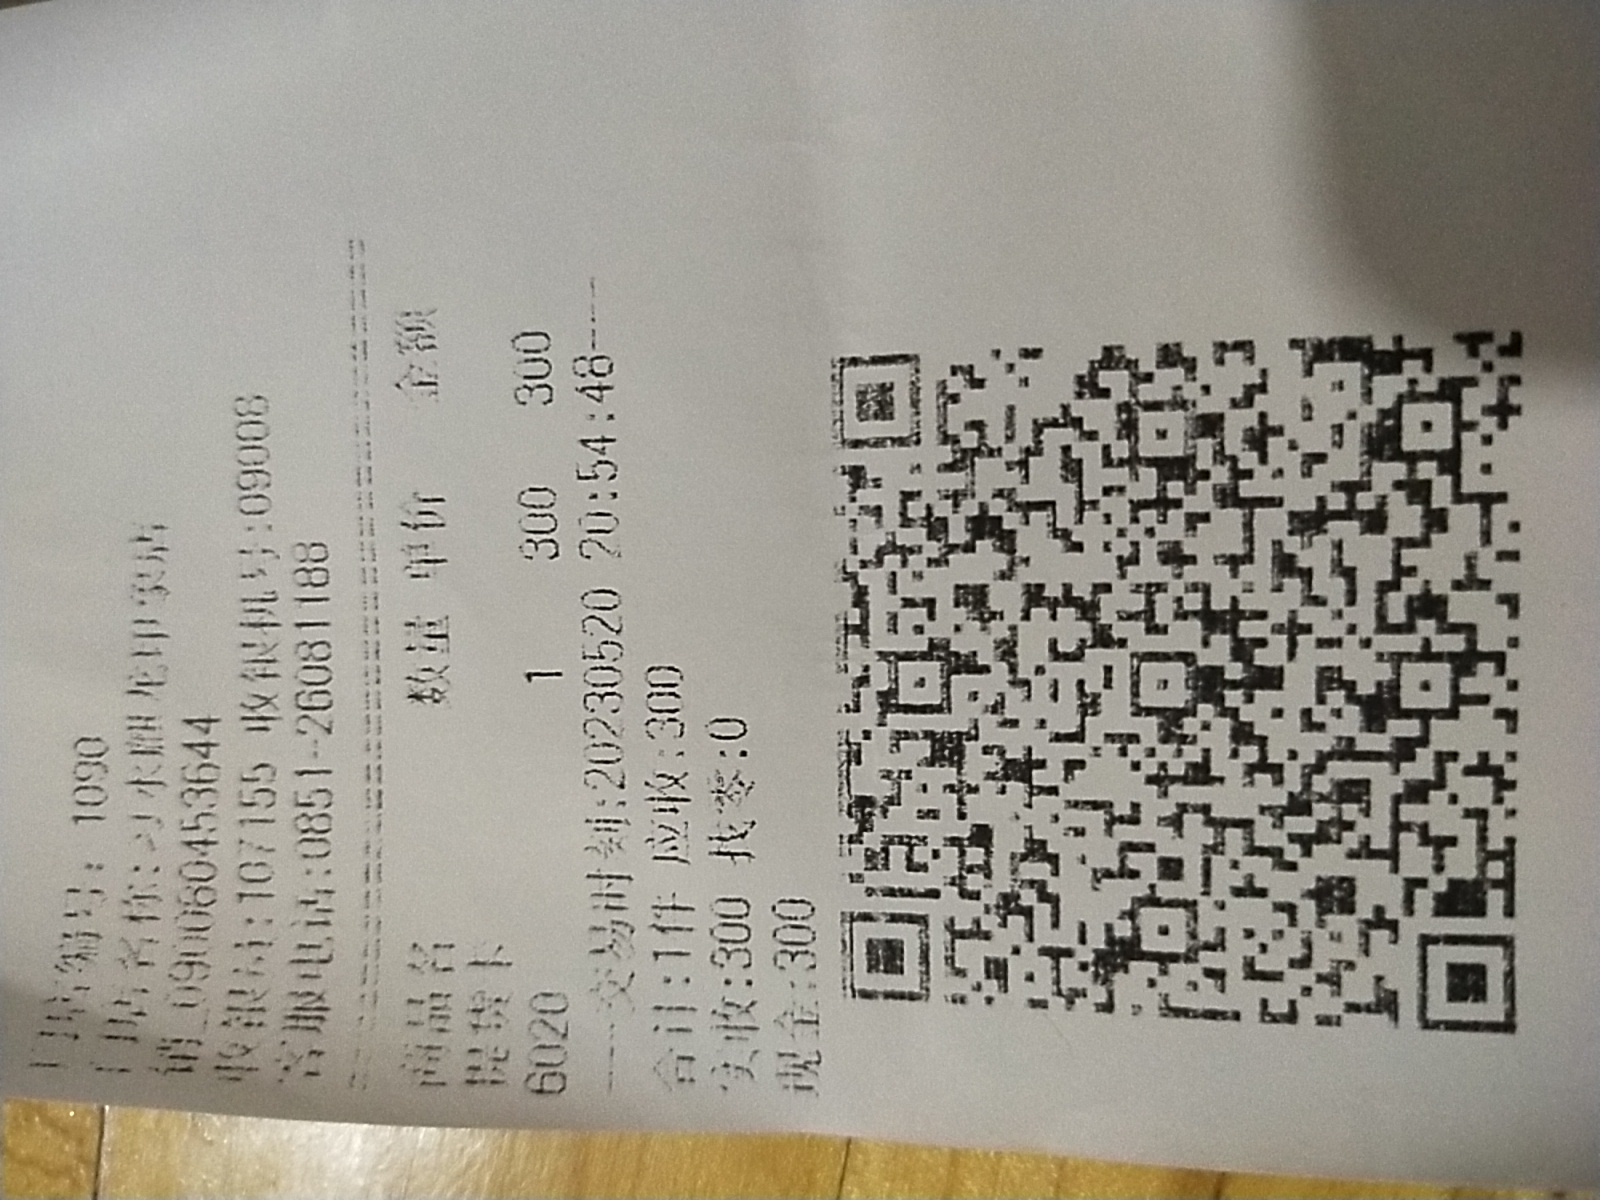 门店编号: 1090
门店名称:习水雕龙印象店
销_090060453644
收银员:107155 收银机号:09008
客服电话:0851-26081188
商品名 数量 单价 金额
提货卡
6020 1 300 300
----交易时刻:20230520 20:54:48----
合计:1件 应收:300
实收:300 找零:0
现金:300